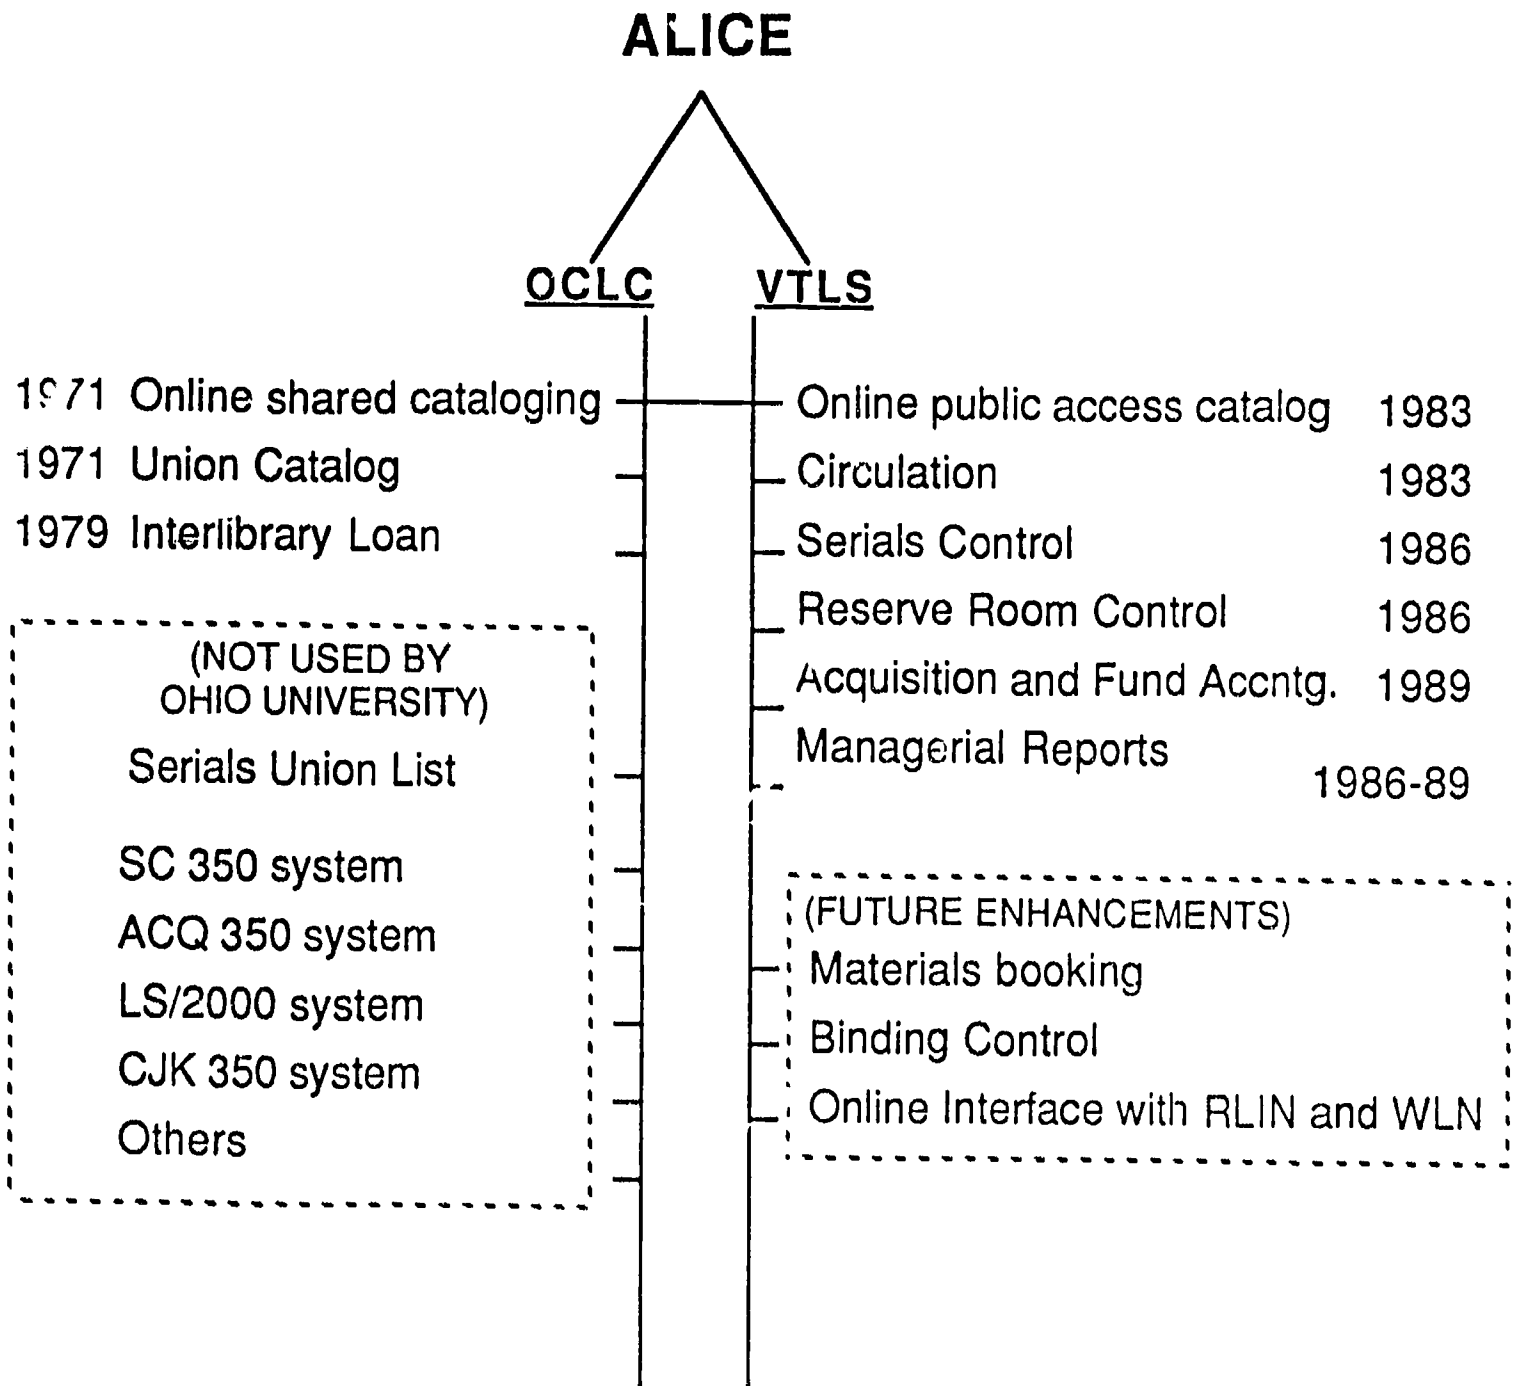 ALICE
OCLC VTLS
1971 Online shared cataloging
1971 Union Catalog
1979 Interlibrary Loan
(NOT USED BY
OHIO UNIVERSITY)
Serials Union List
SC 350 system
ACQ 350 system
LS/2000 system
CJK 350 system
Others
Online public access catalog 1983
Circulation 1983
Serials Control 1986
Reserve Room Control 1986
Acquisition and Fund Accntg. 1989
Managerial Reports
1986-89
(FUTURE ENHANCEMENTS)
Materials booking
Binding Control
Online Interface with RLIN and WLN